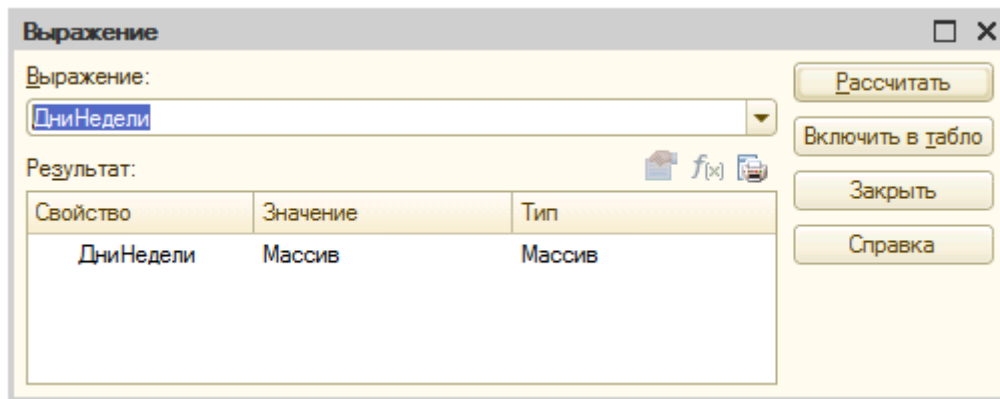 Выражение
Выражение:
ДниНедели
Результат:
f(x)
Свойство Значение Тип
ДниНедели Массив Массив
Рассчитать
Включить в табло
Закрыть
Справка